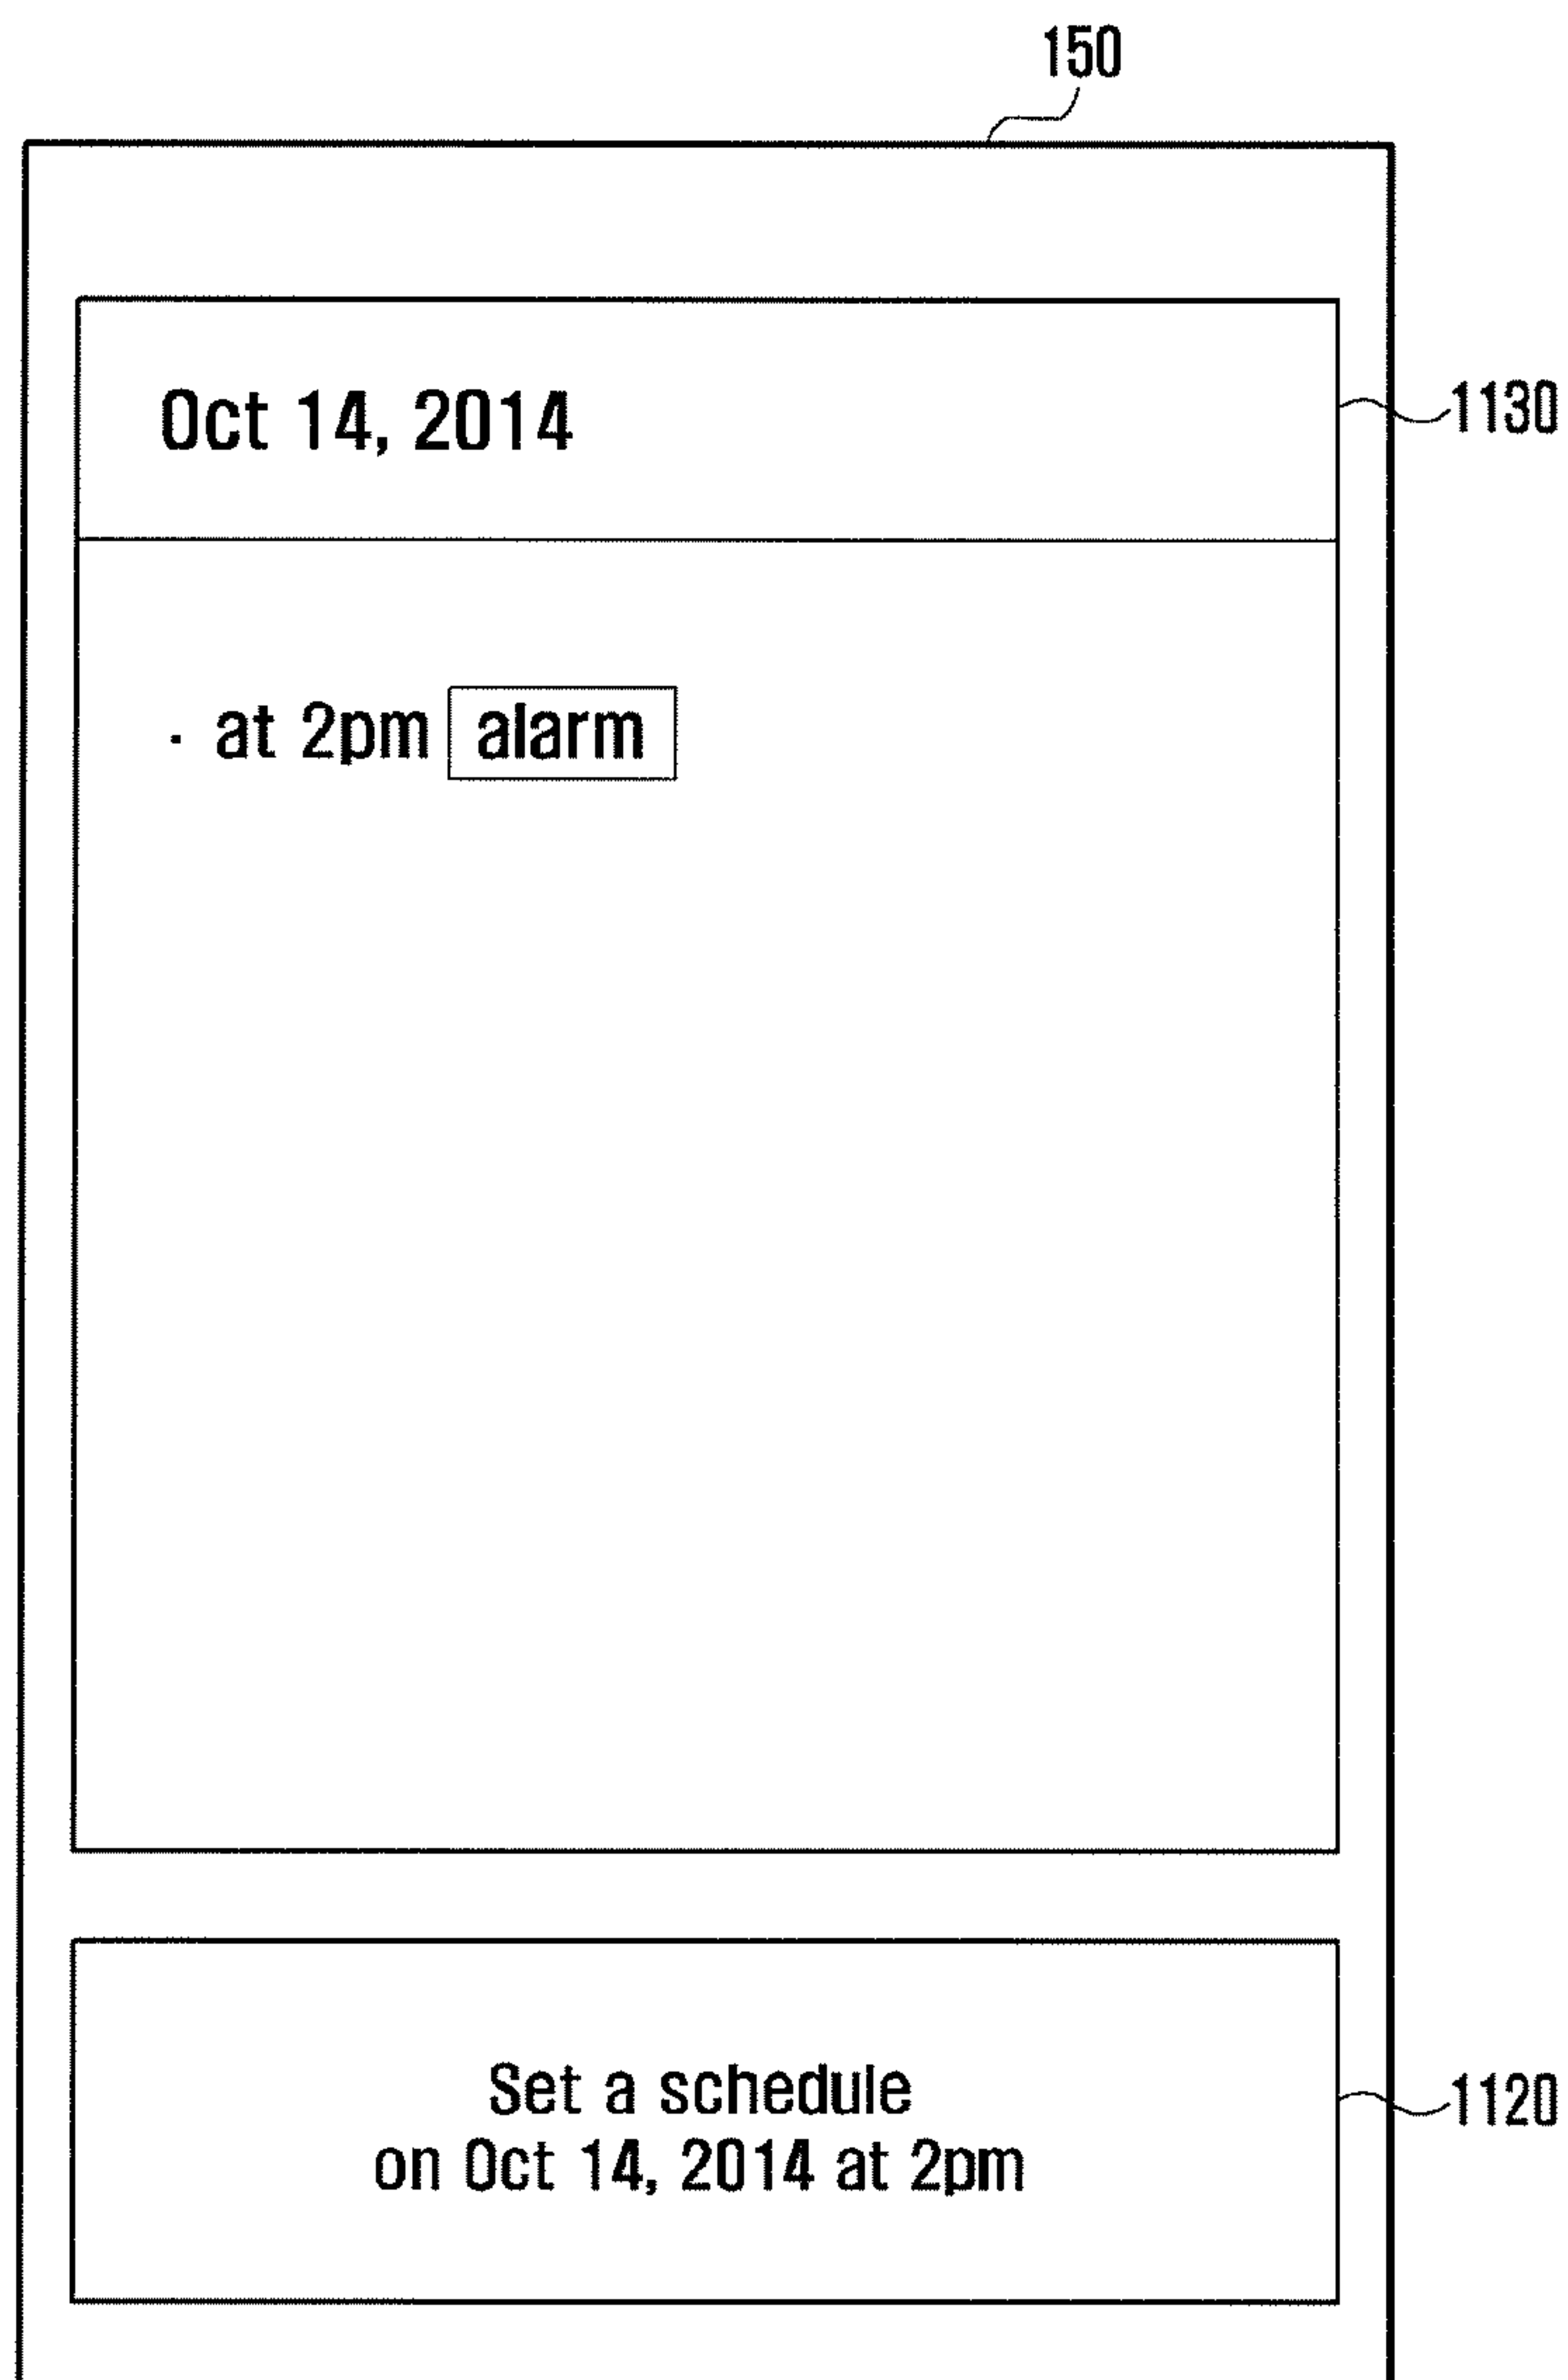 150
Oct 14, 2014
1130
· at 2pm alarm
Set a schedule
on Oct 14, 2014 at 2pm
1120